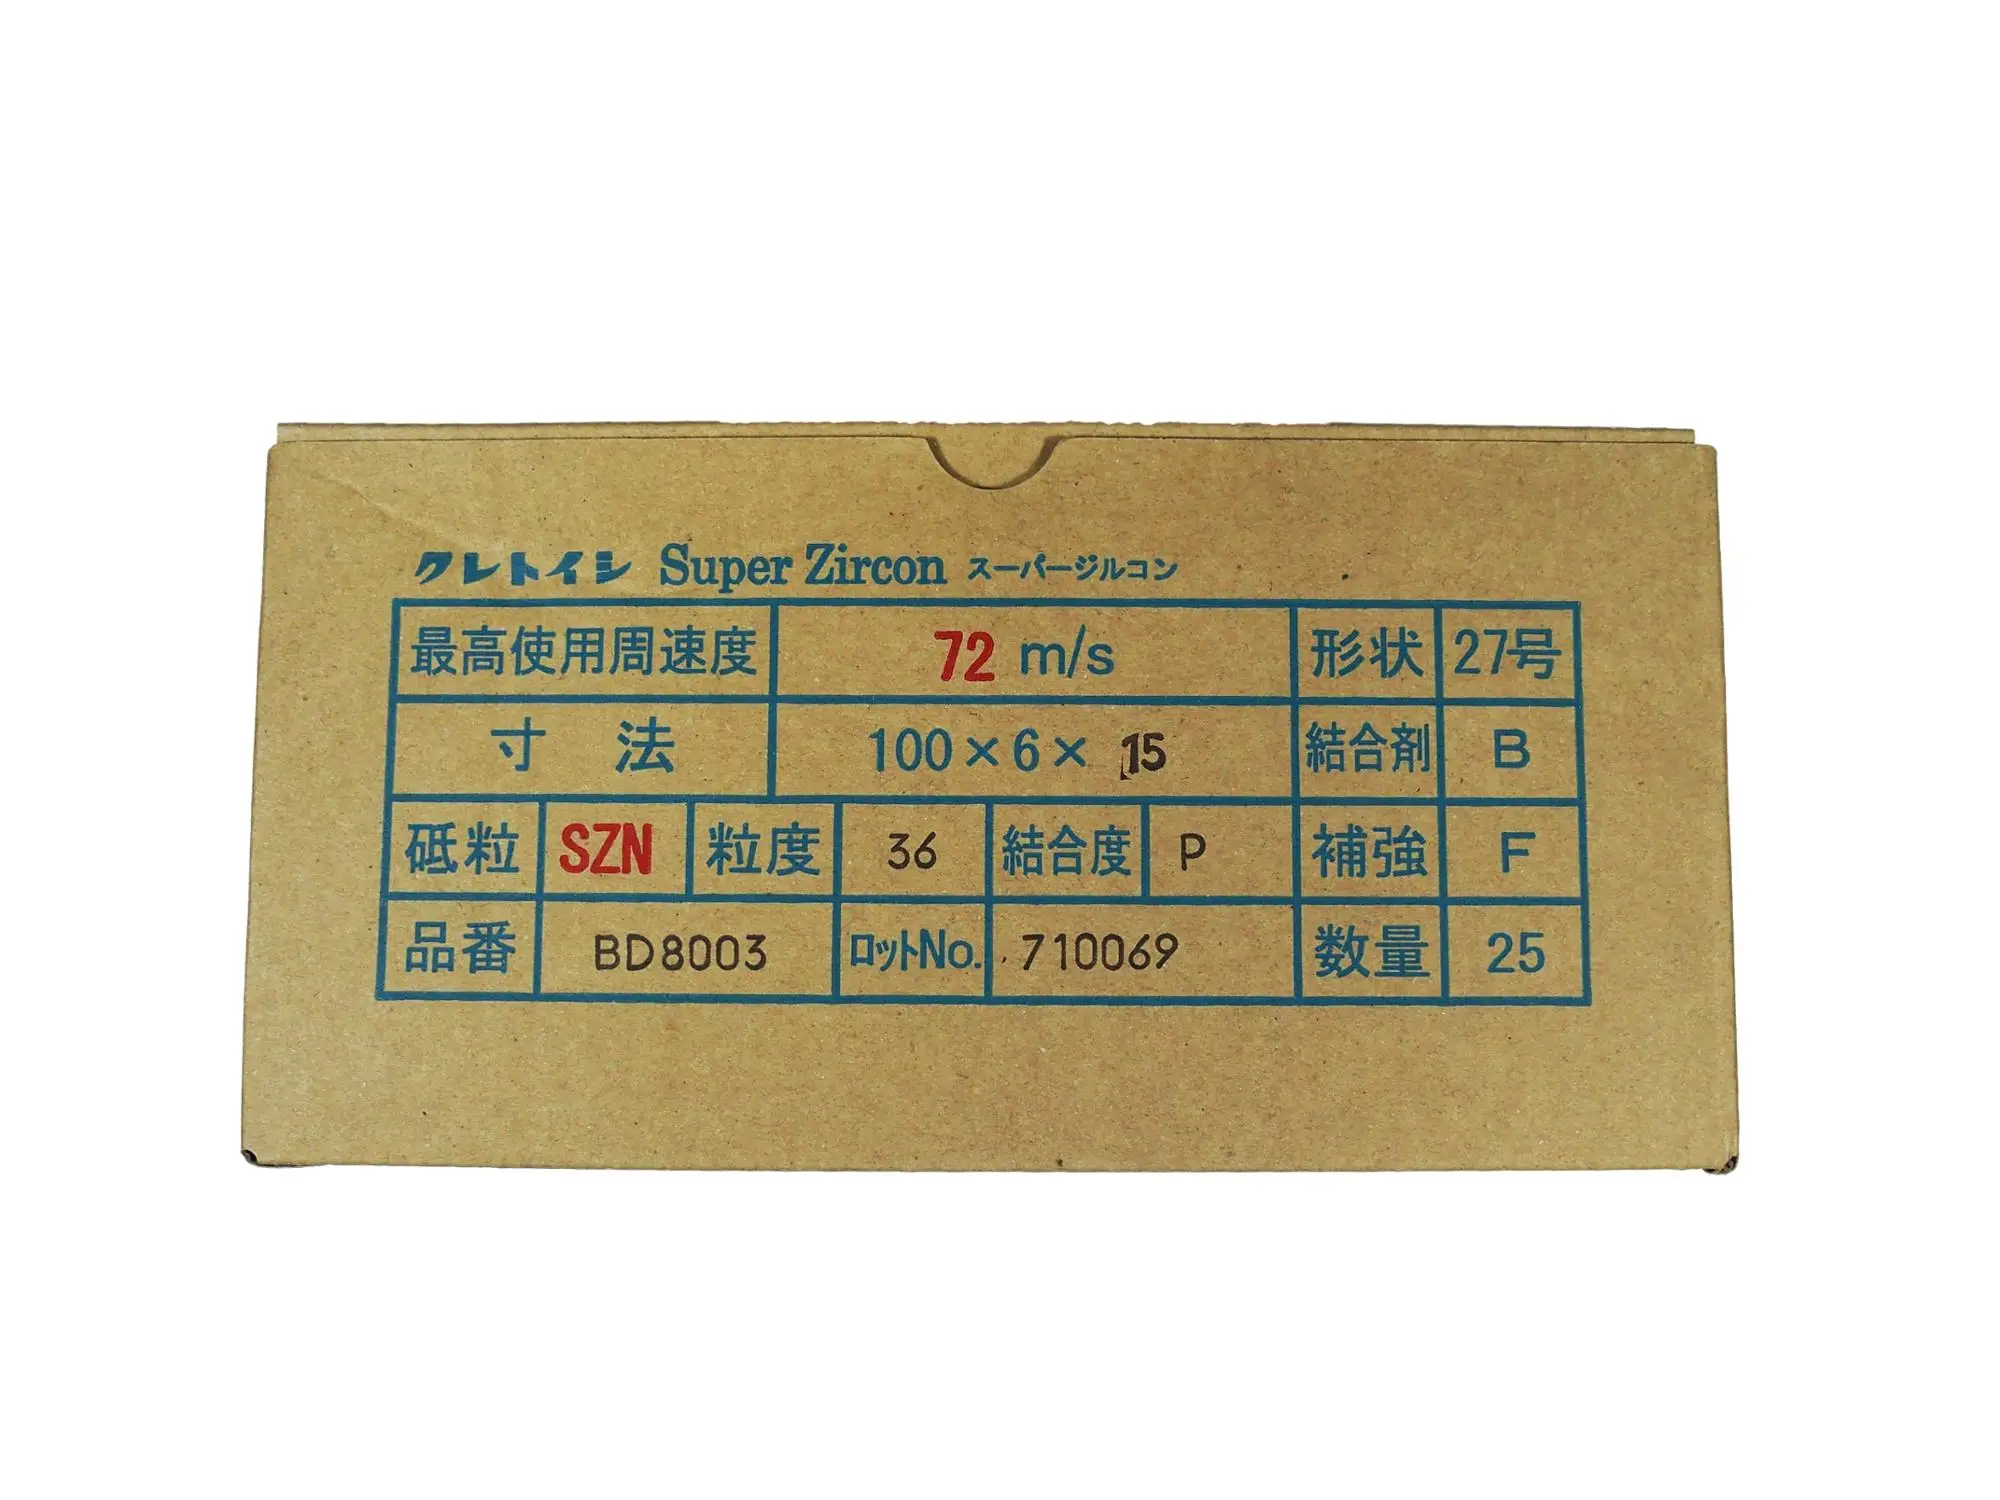 クレトイシ Super Zircon スーパージルコン
最高使用周速度 72 m/s 形状 27号
寸法 100×6×15 結合剤 B
砥粒 SZN 粒度 36 結合度 P 補強 F
品番 BD8003 ロットNo. 710069 数量 25